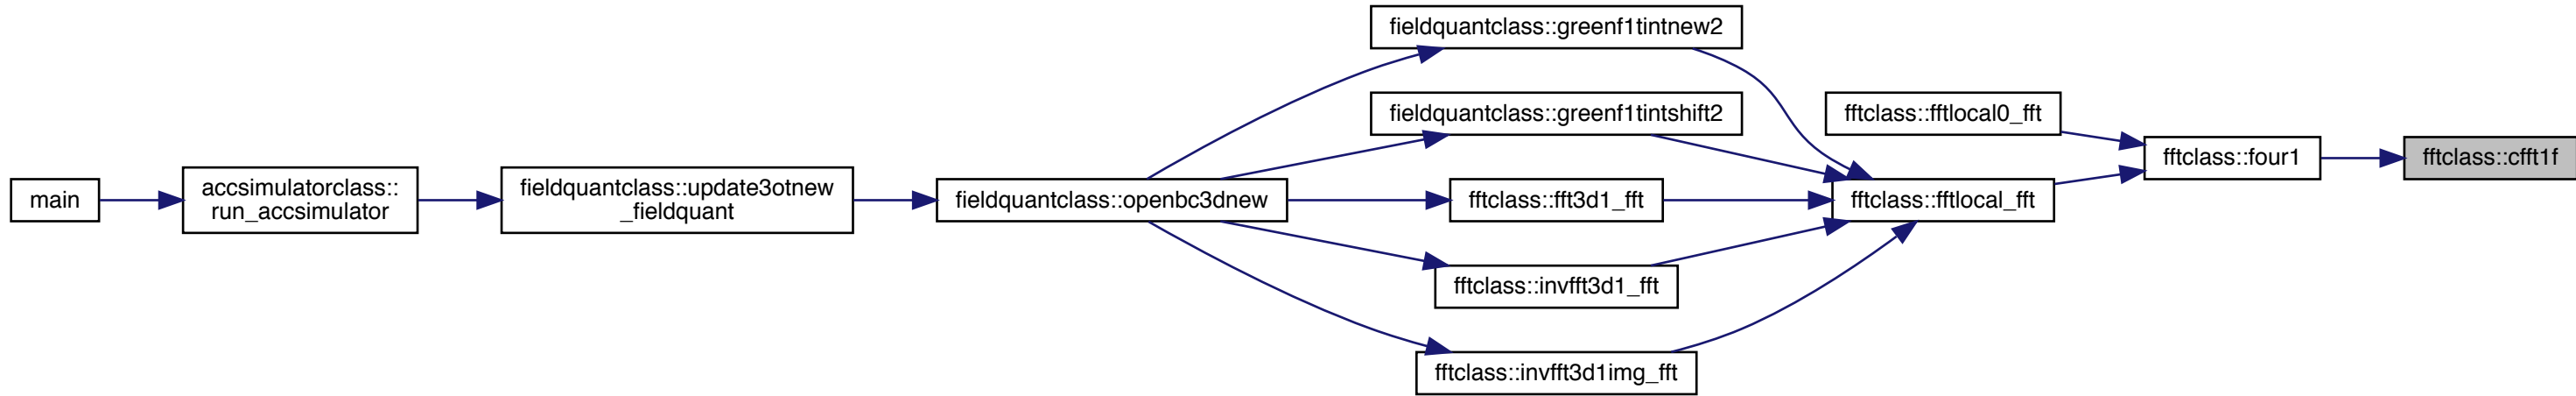 main
accsimulatorclass::
run_accsimulator
fieldquantclass::update3otnew
_fieldquant
fieldquantclass::openbc3dnew
fieldquantclass::greenf1tintnew2
fieldquantclass::greenf1tintshift2
fftclass::fft3d1_fft
fftclass::invfft3d1_fft
fftclass::invfft3d1img_fft
fftclass::fftlocal0_fft
fftclass::fftlocal_fft
fftclass::four1
fftclass::cfft1f